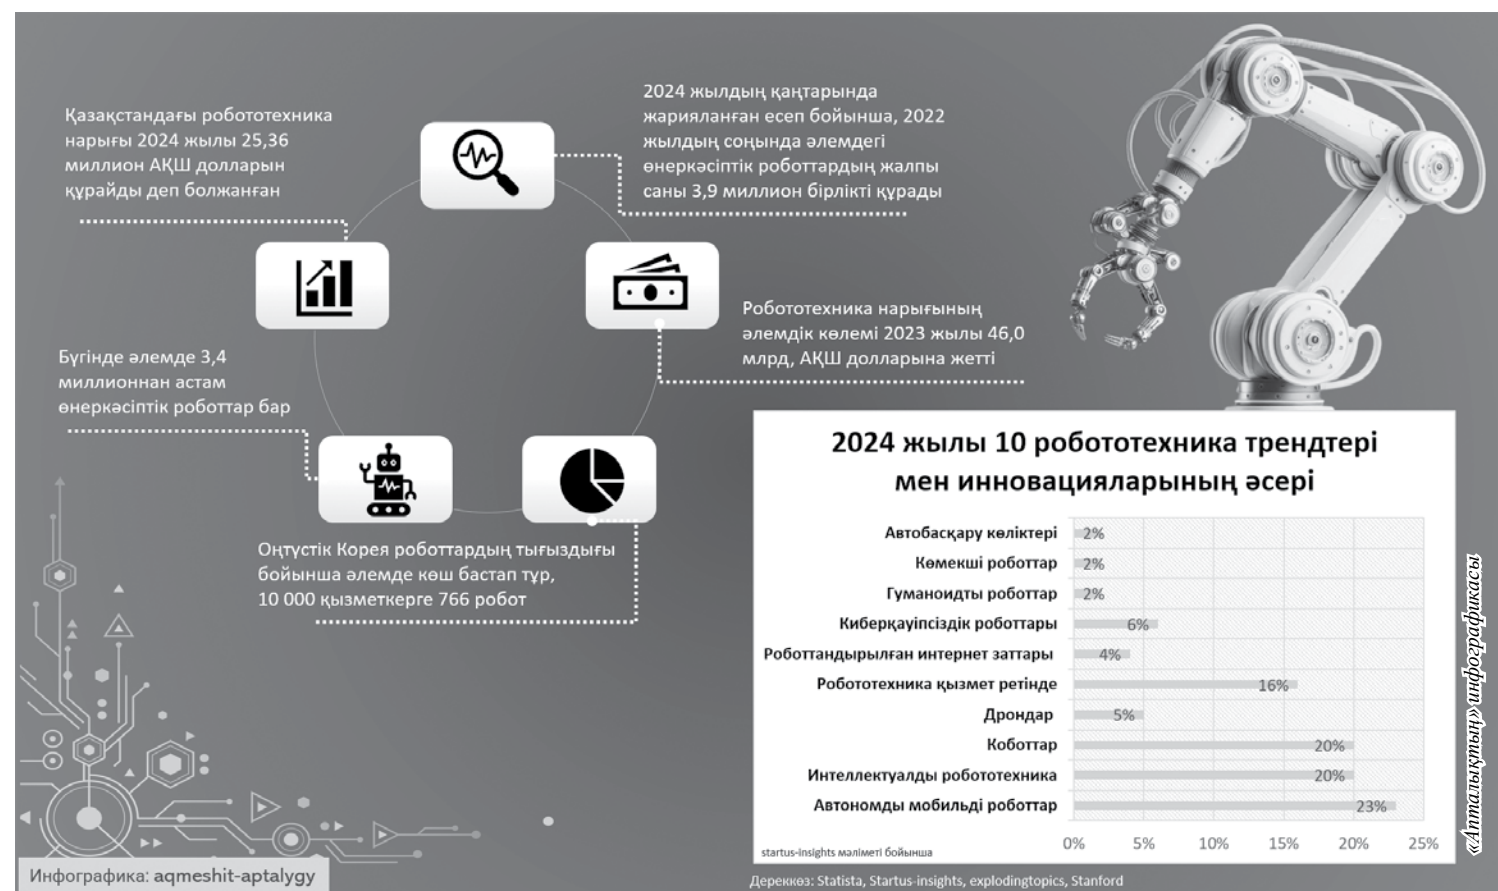 Қазақстандағы робототехника
нарығы 2024 жылы 25,36
миллион АҚШ долларын
құрайды деп болжанған
2024 жылдың қаңтарында
жарияланған есеп бойынша, 2022
жылдың соңында әлемдегі
өнеркәсіптік роботтардың жалпы
саны 3,9 миллион бірлікті құрады
Робототехника нарығының
әлемдік көлемі 2023 жылы 46,0
млрд, АҚШ долларына жетті
Бүгінде әлемде 3,4
миллионнан астам
өнеркәсіптік роботтар бар
Оңтүстік Корея роботтардың тығыздығы
бойынша әлемде көш бастап тұр,
10 000 қызметкерге 766 робот
2024 жылы 10 робототехника трендтері
мен инновацияларының әсері
Автобасқару көліктері 2%
Көмекші роботтар 2%
Гуманоидты роботтар 2%
Киберқауіпсіздік роботтары 6%
Роботтандырылған интернет заттары 4%
Робототехника қызмет ретінде 16%
Дрондар 5%
Коботтар 20%
Интеллектуалды робототехника 20%
Автономды мобильді роботтар 23%
0% 5% 10% 15% 20% 25%
startus-insights мәліметі бойынша
«Апталықтың» инфографикасы
Инфографика: aqmeshit-aptalygy
Дереккөз: Statista, Startus-insights, explodingtopics, Stanford